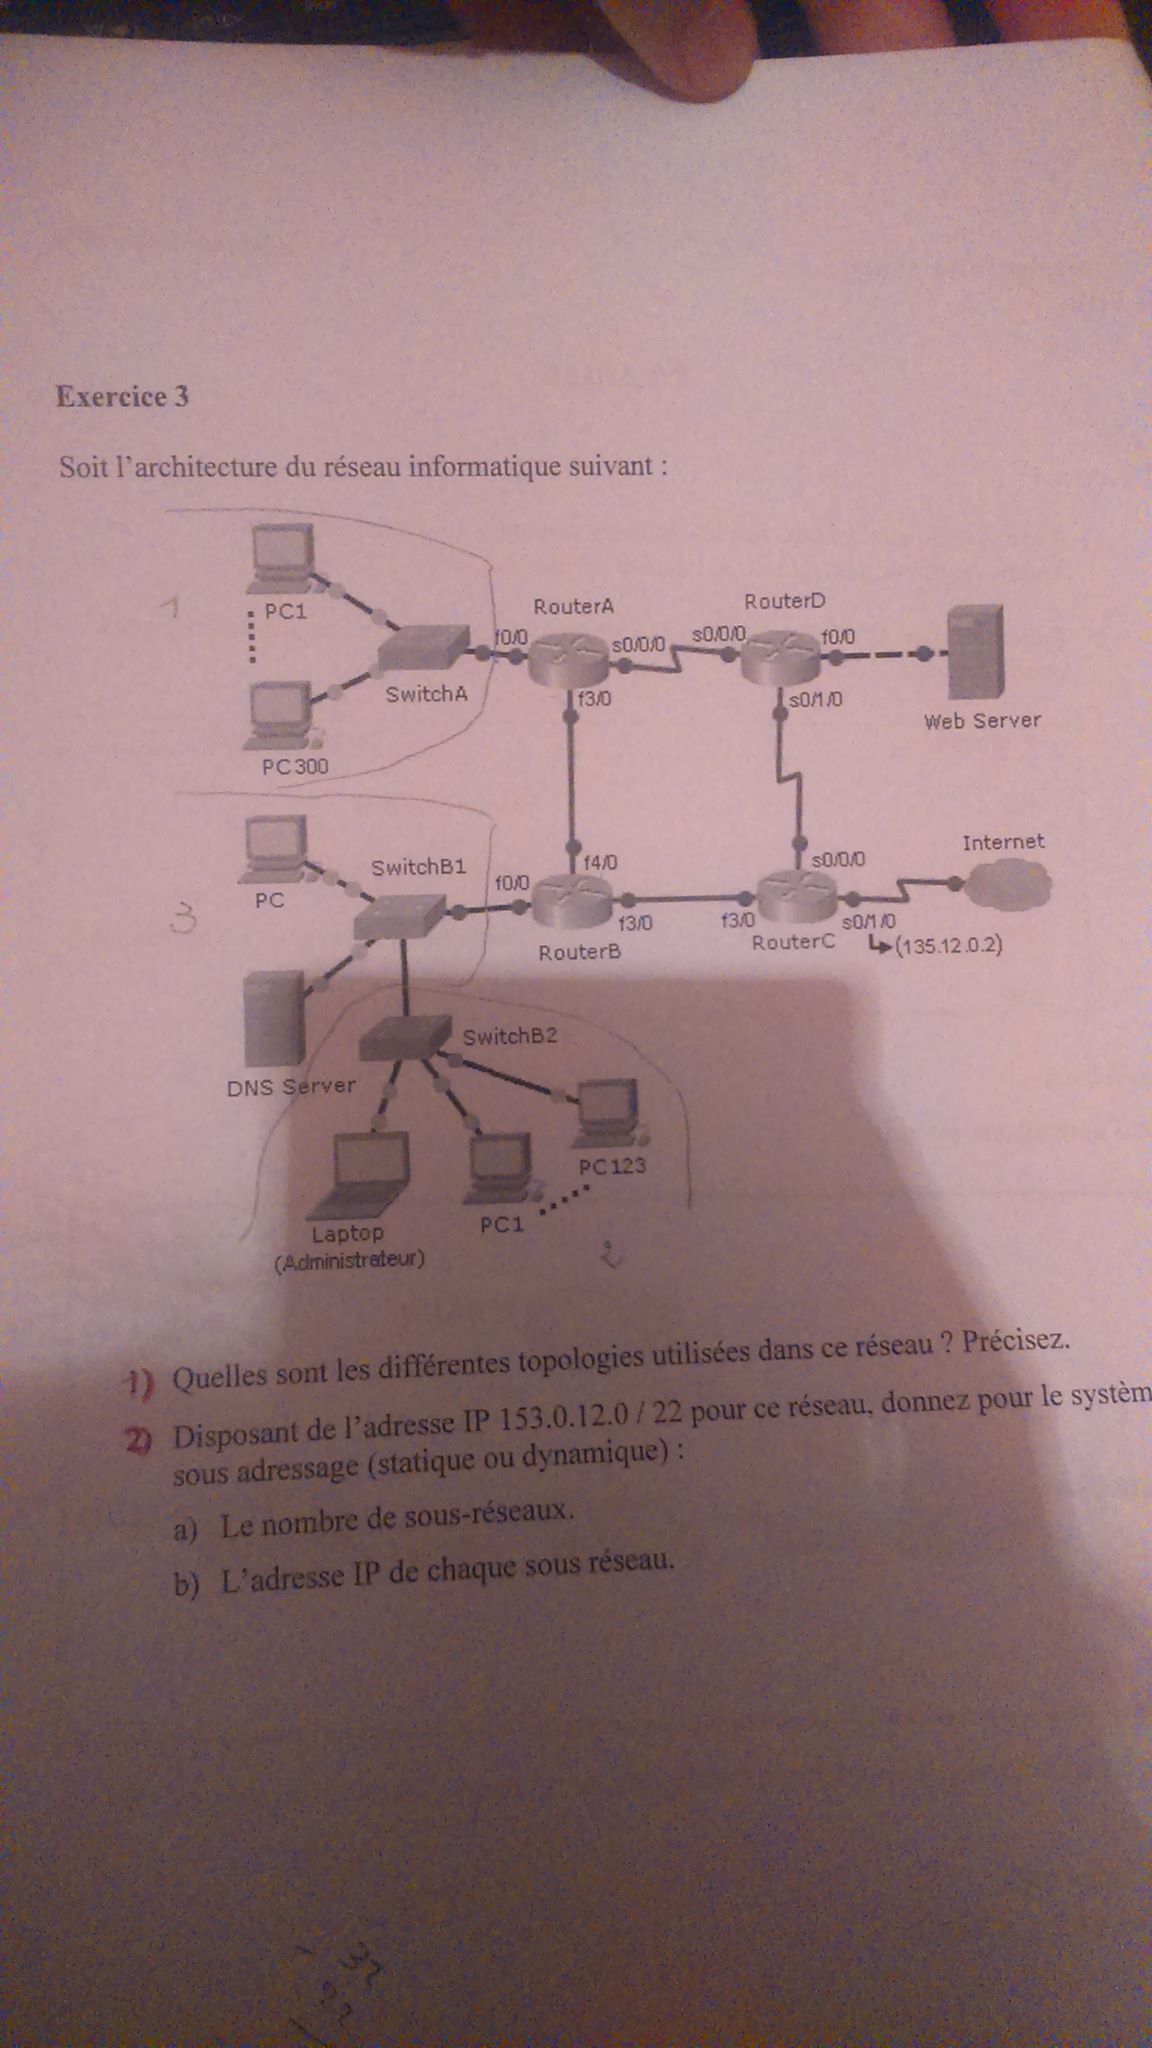 Exercice 3
Soit l'architecture du réseau informatique suivant :
1
PC1
PC300
SwitchA
f0/0
RouterA
s0/0/0
f3/0
RouterD
s0/0/0
f0/0
s0/1/0
Web Server
3
PC
SwitchB1
f0/0
f4/0
RouterB
f3/0
f3/0
s0/0/0
RouterC
s0/1/0
(135.12.0.2)
Internet
DNS Server
SwitchB2
Laptop
(Administrateur)
PC1
PC123
2
1) Quelles sont les différentes topologies utilisées dans ce réseau ? Précisez.
2) Disposant de l'adresse IP 153.0.12.0 / 22 pour ce réseau, donnez pour le systèm
sous adressage (statique ou dynamique) :
a) Le nombre de sous-réseaux.
b) L'adresse IP de chaque sous réseau.